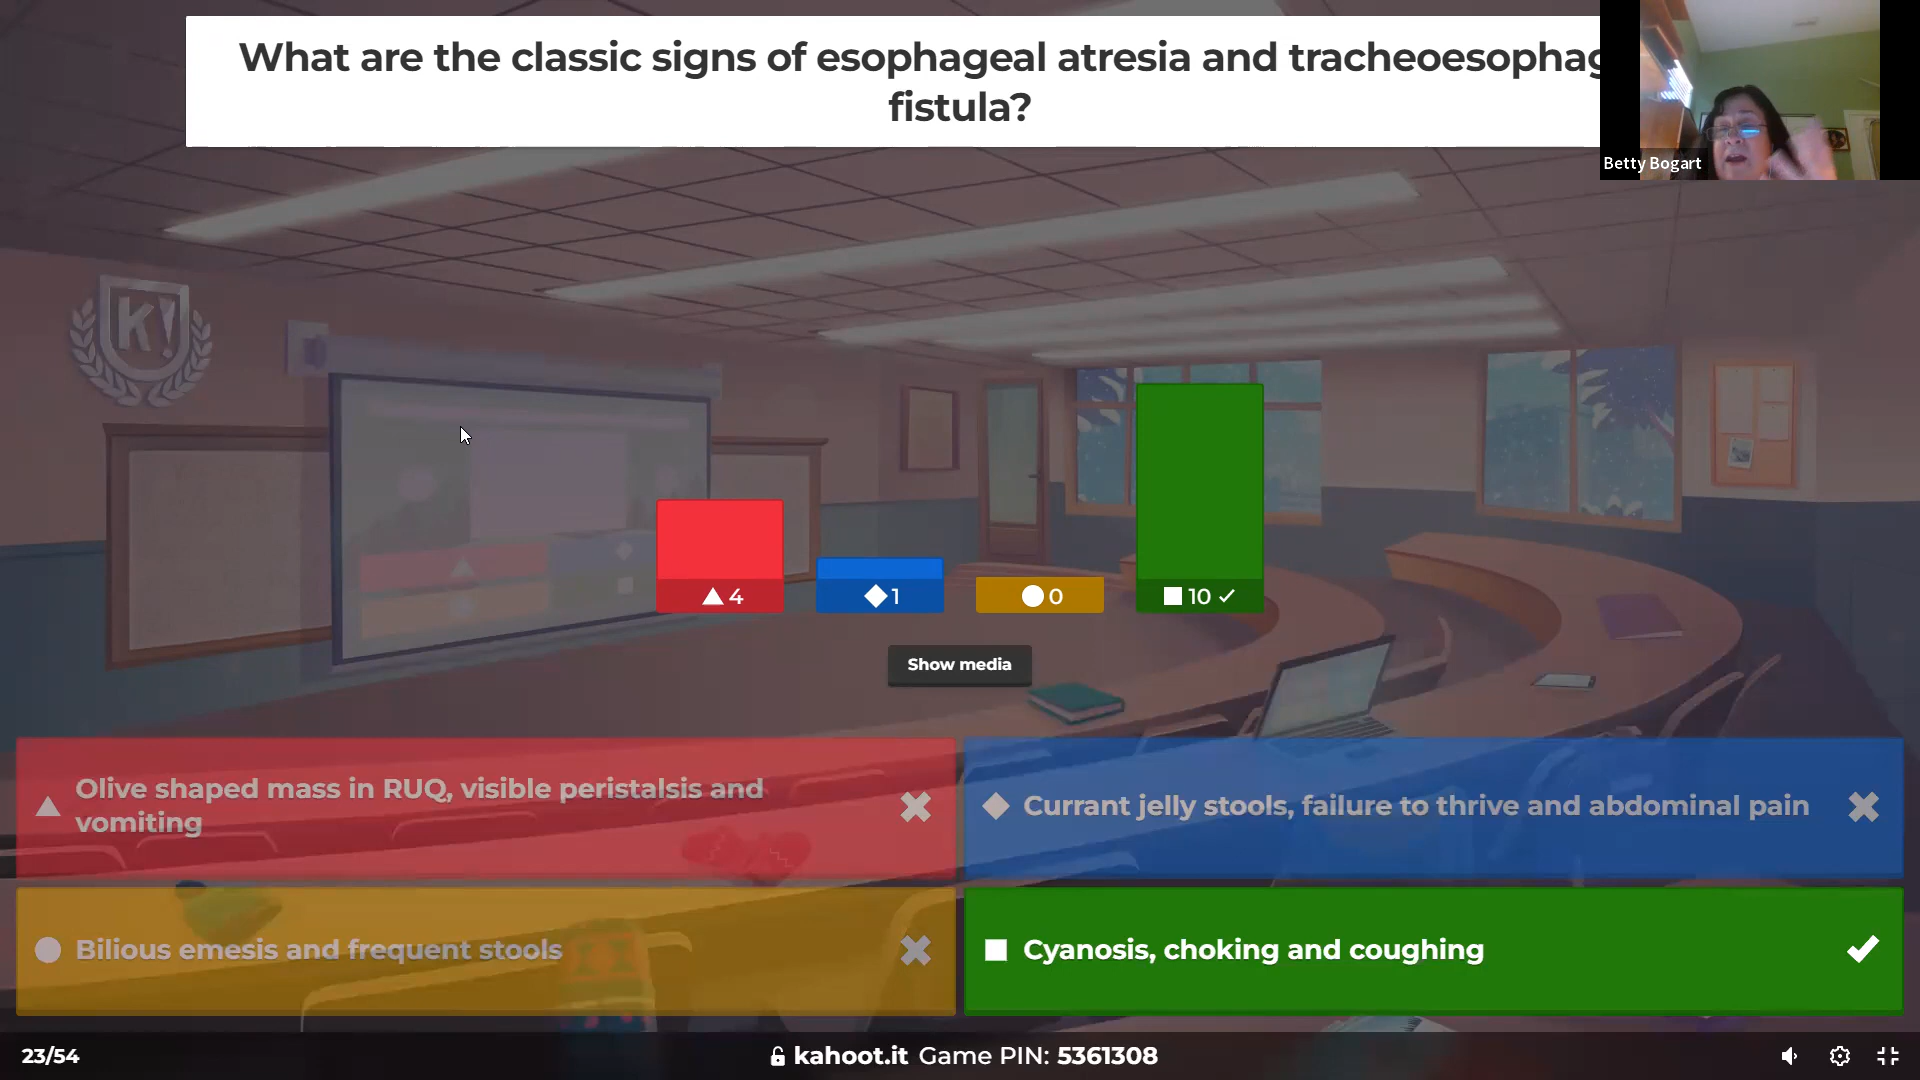 What are the classic signs of esophageal atresia and
fistula?
Betty Bogart
K!
4
1
0
10
Show media
Olive shaped mass in RUQ, visible peristalsis and
vomiting
Currant jelly stools, failure to thrive and abdominal pain
Bilious emesis and frequent stools
Cyanosis, choking and coughing
23/54
kahoot.it Game PIN: 5361308